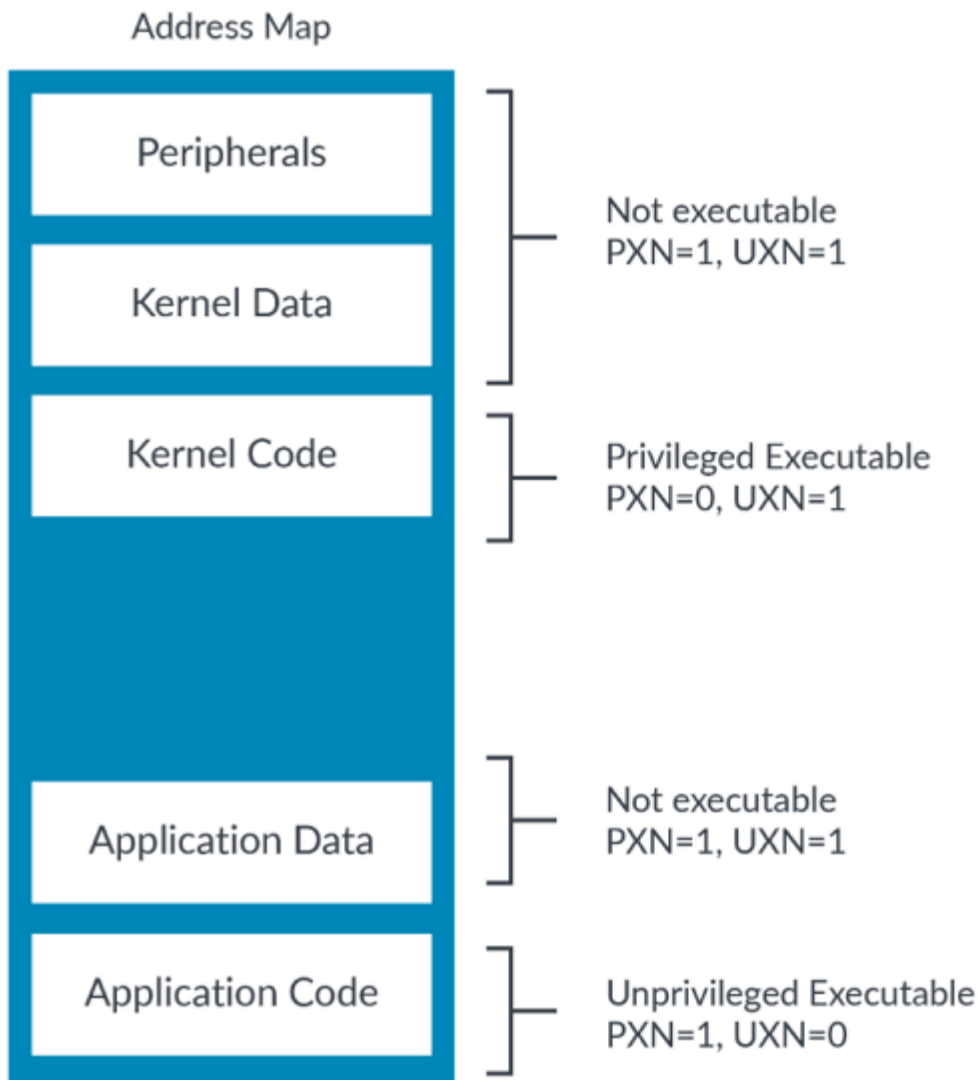 Address Map
Peripherals
Kernel Data
Not executable
PXN=1, UXN=1
Kernel Code
Privileged Executable
PXN=0, UXN=1
Application Data
Not executable
PXN=1, UXN=1
Application Code
Unprivileged Executable
PXN=1, UXN=0